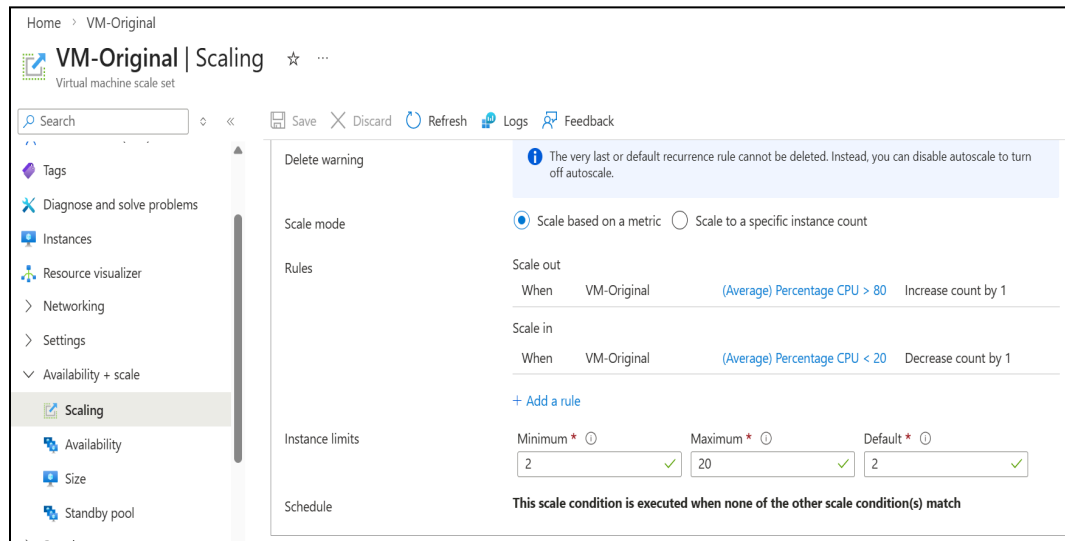 Home > VM-Original
VM-Original | Scaling
Virtual machine scale set
Search
Save Discard Refresh Logs Feedback
Tags
Diagnose and solve problems
Instances
Resource visualizer
Networking
Settings
Availability + scale
Scaling
Availability
Size
Standby pool
Delete warning
The very last or default recurrence rule cannot be deleted. Instead, you can disable autoscale to turn
off autoscale.
Scale mode
Scale based on a metric Scale to a specific instance count
Rules
Scale out
When VM-Original (Average) Percentage CPU > 80 Increase count by 1
Scale in
When VM-Original (Average) Percentage CPU < 20 Decrease count by 1
+ Add a rule
Instance limits
Minimum * Maximum * Default *
2 20 2
Schedule
This scale condition is executed when none of the other scale condition(s) match